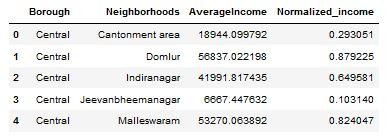 Borough Neighborhoods AverageIncome Normalized_income
0 Central Cantonment area 18944.099792 0.293051
1 Central Domlur 56837.022198 0.879225
2 Central Indiranagar 41991.817435 0.649581
3 Central Jeevanbheemanagar 6667.447632 0.103140
4 Central Malleswaram 53270.063892 0.824047